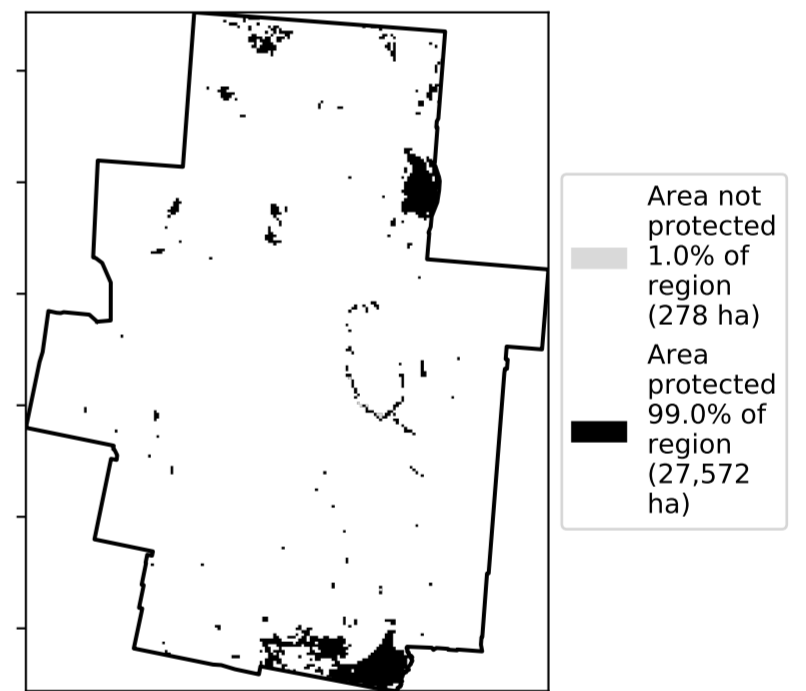 Area not
protected
1.0% of
region
(278 ha)
Area
protected
99.0% of
region
(27,572
ha)